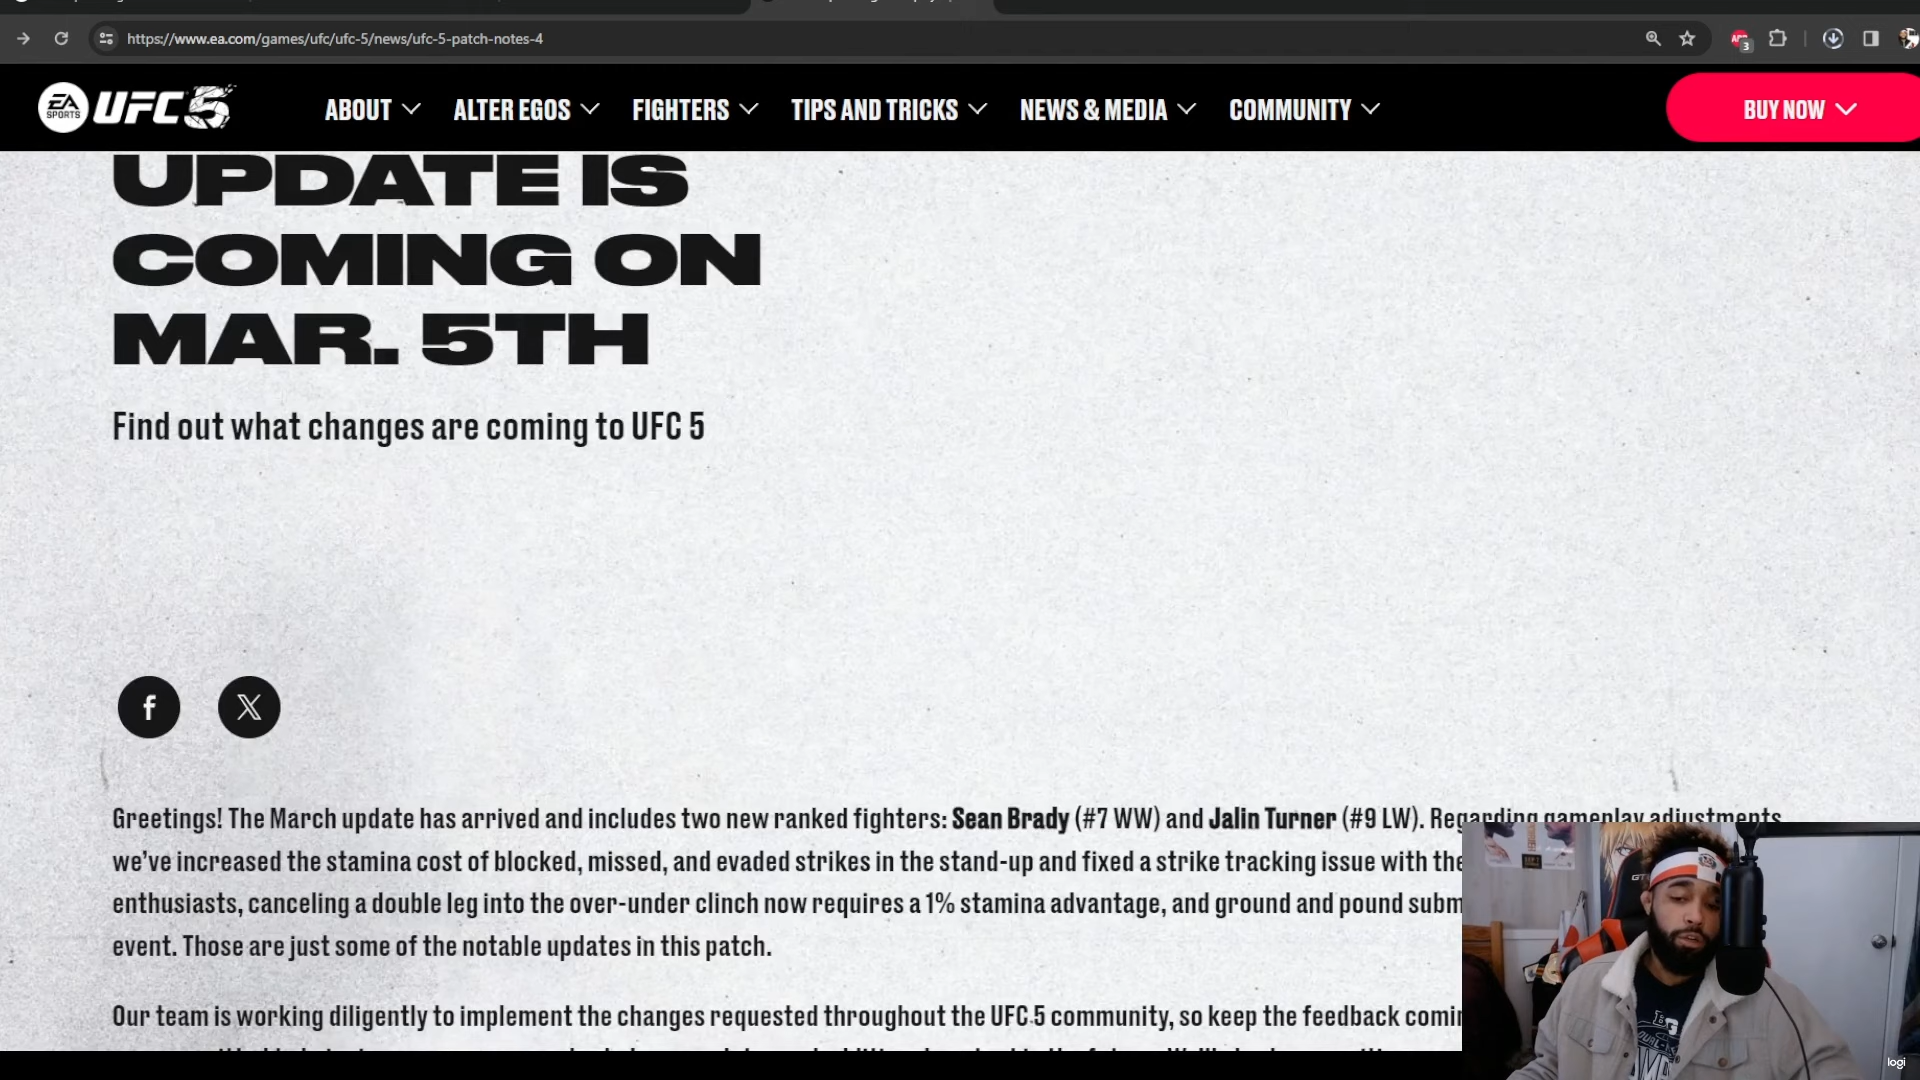 https://www.ea.com/games/ufc/ufc-5/news/ufc-5-patch-notes-4
3
EA SPORTS UFC 5 ABOUT ALTER EGOS FIGHTERS TIPS AND TRICKS NEWS & MEDIA COMMUNITY BUY NOW
UPDATE IS
COMING ON
MAR. 5TH
Find out what changes are coming to UFC 5
f X
Greetings! The March update has arrived and includes two new ranked fighters: Sean Brady (#7 WW) and Jalin Turner (#9 LW). Regarding gameplay adjustments
we've increased the stamina cost of blocked, missed, and evaded strikes in the stand-up and fixed a strike tracking issue with the
enthusiasts, canceling a double leg into the over-under clinch now requires a 1% stamina advantage, and ground and pound subm
event. Those are just some of the notable updates in this patch.
Our team is working diligently to implement the changes requested throughout the UFC 5 community, so keep the feedback comin
logi